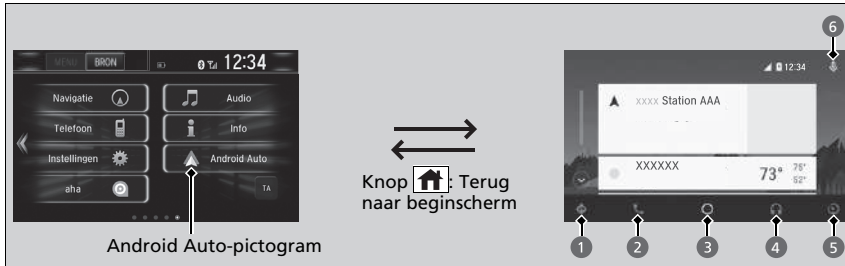 MENU BRON 12:34
Navigatie Audio
Telefoon Info
Instellingen Android Auto
aha TA
Android Auto-pictogram
Knop : Terug
naar beginscherm
6
12:34
xxxx Station AAA
- -
XXXXXX
73° 75°
52°
1 2 3 4 5